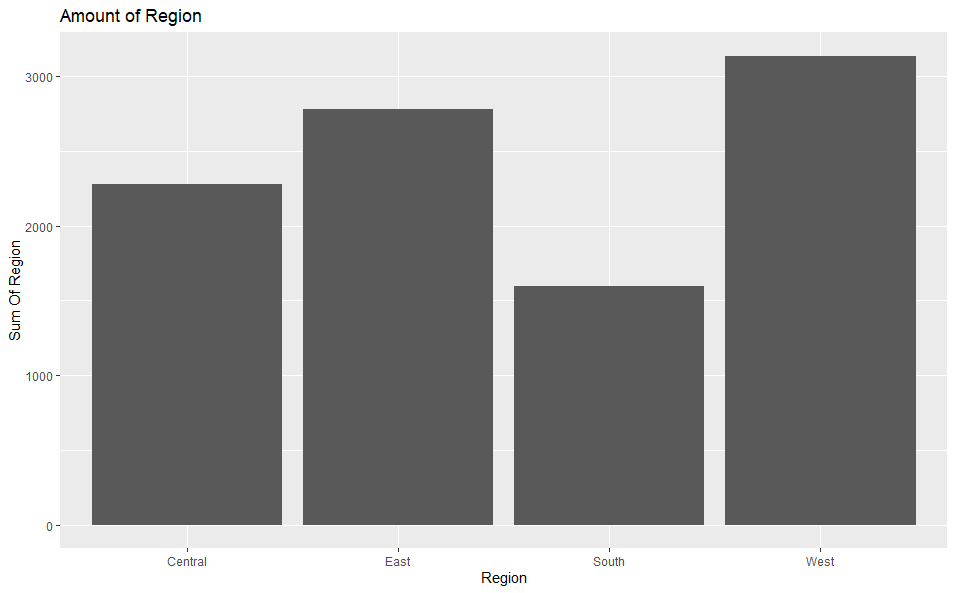 Amount of Region
3000
2000
1000
0
Sum Of Region
Central East South West
Region